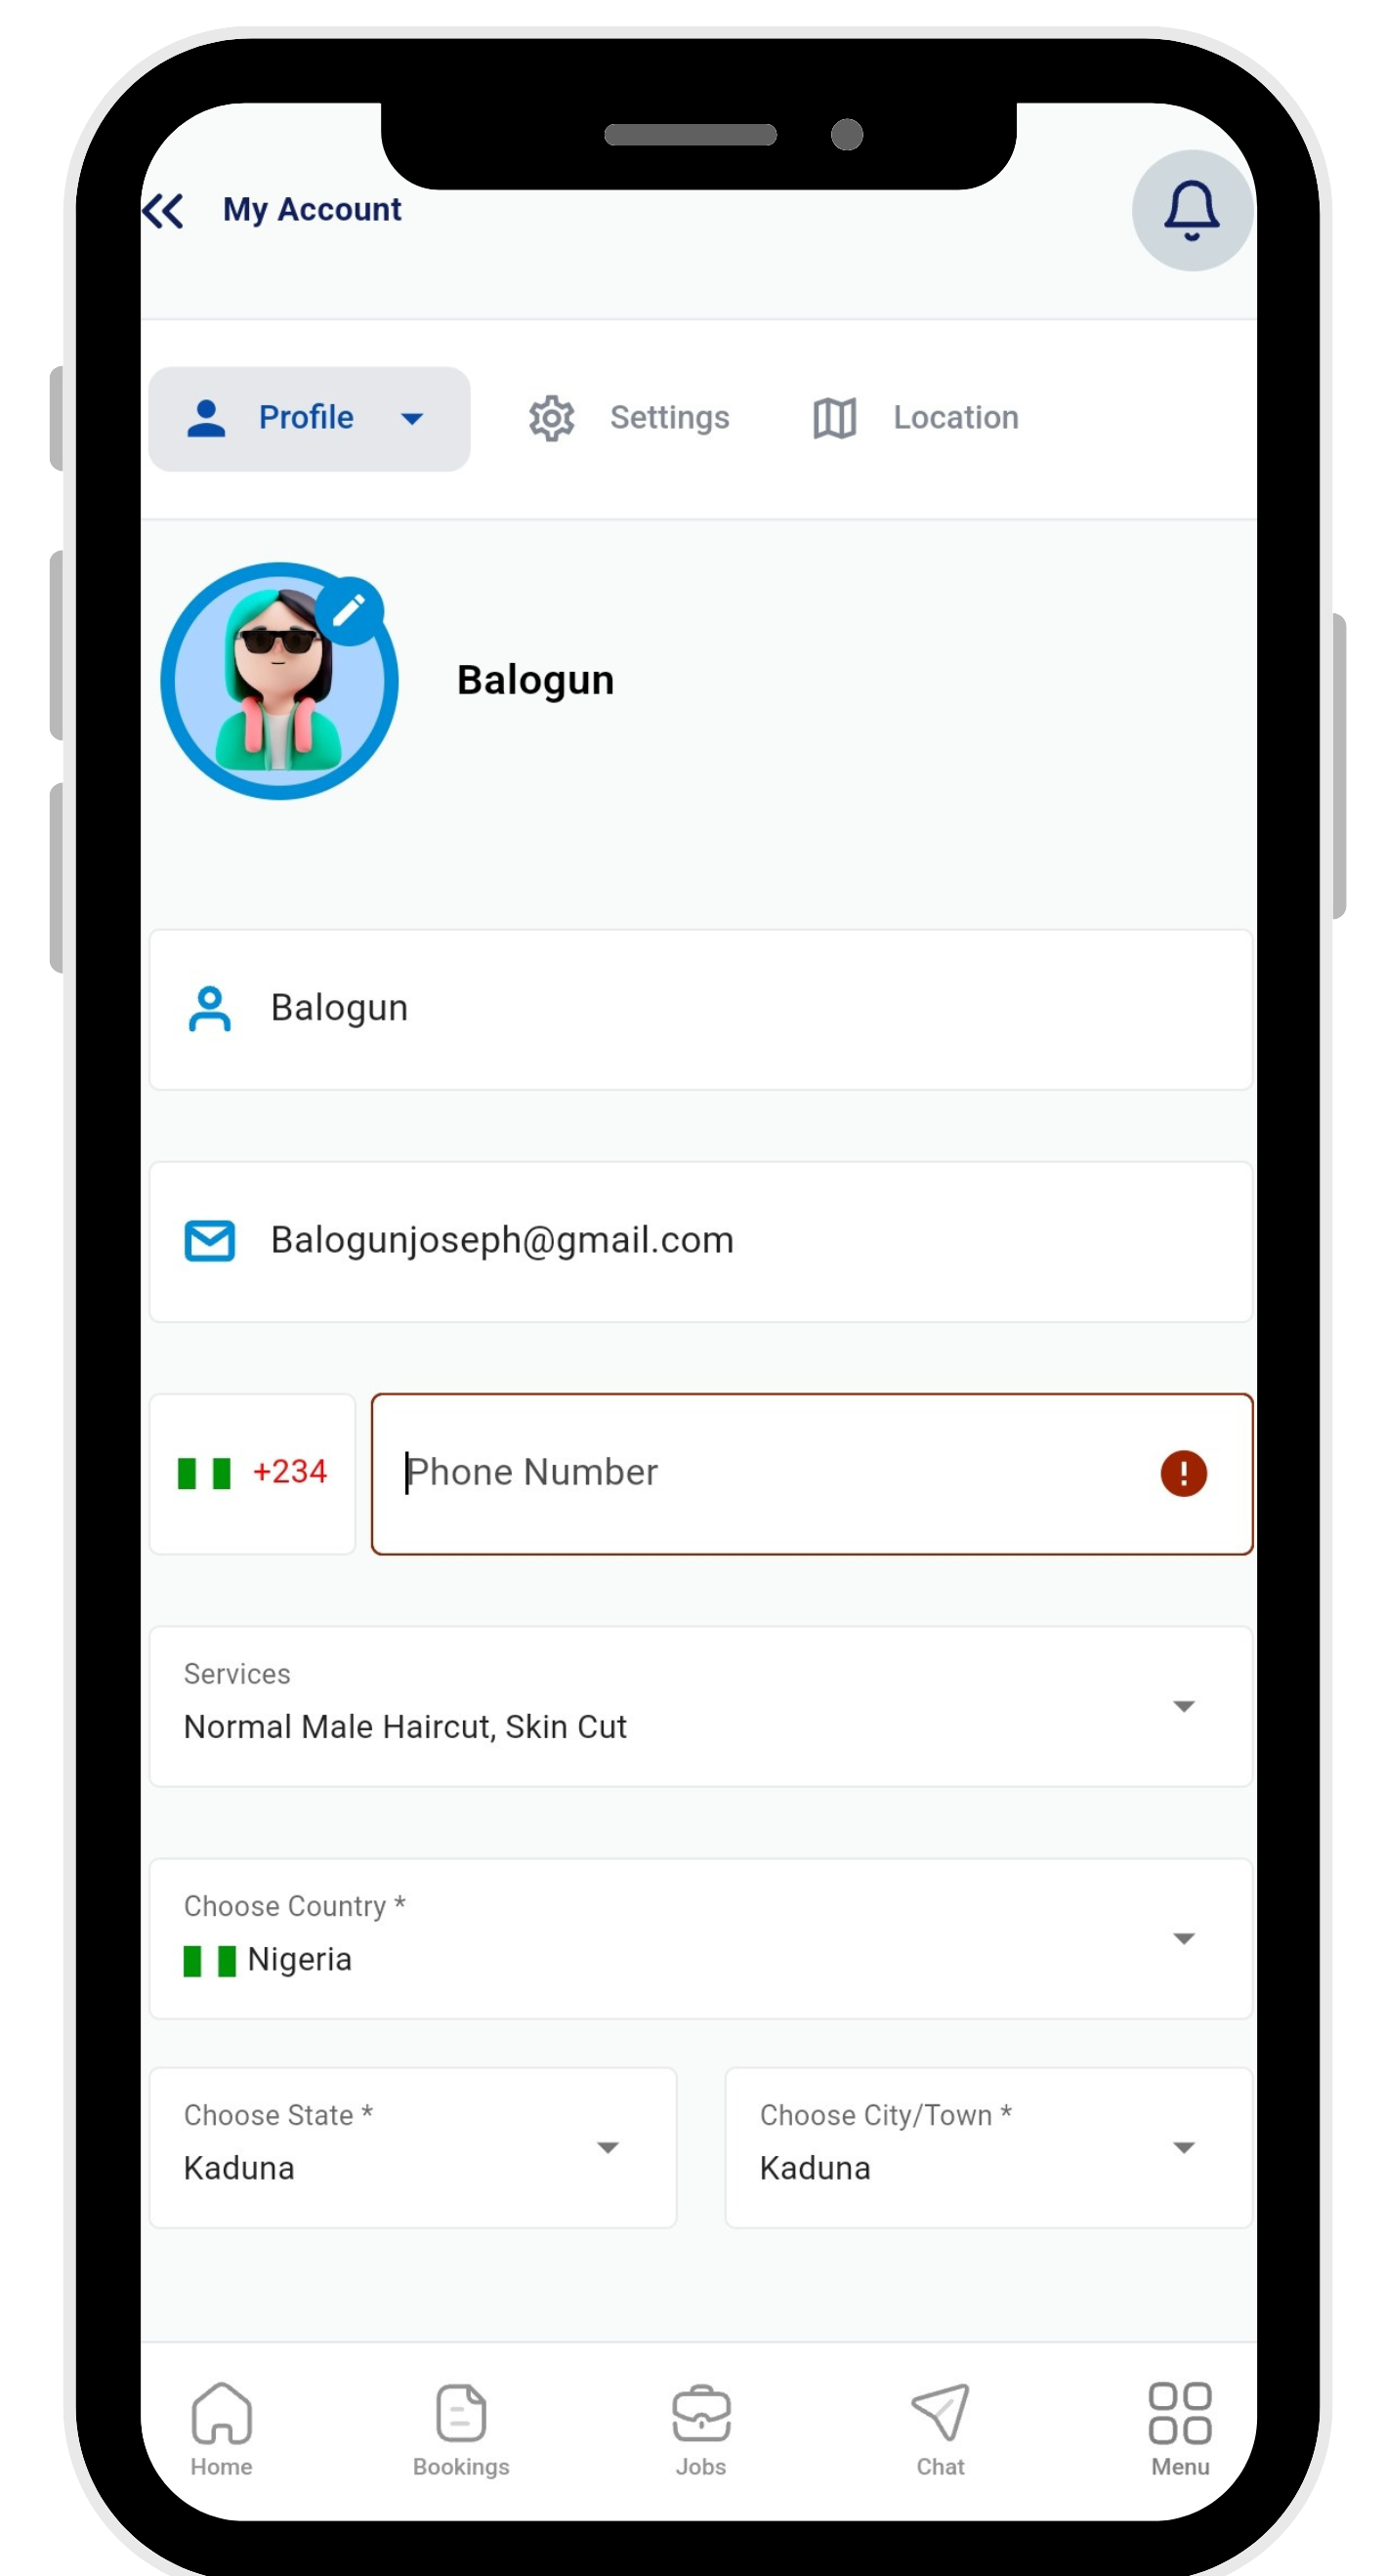 My Account
Profile Settings Location
Balogun
Balogun
Balogunjoseph@gmail.com
+234 Phone Number
Services
Normal Male Haircut, Skin Cut
Choose Country *
Nigeria
Choose State * Choose City/Town *
Kaduna Kaduna
Home Bookings Jobs Chat Menu